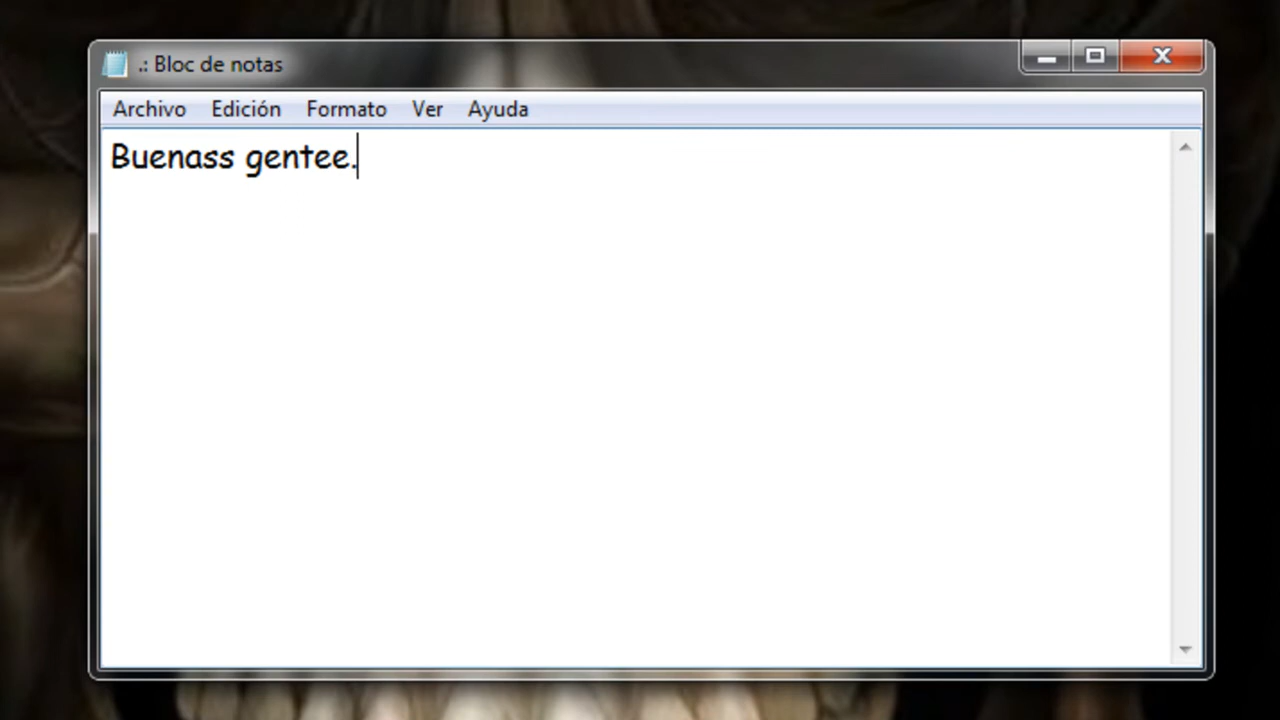 .: Bloc de notas
Archivo Edición Formato Ver Ayuda
Buenass gentee.